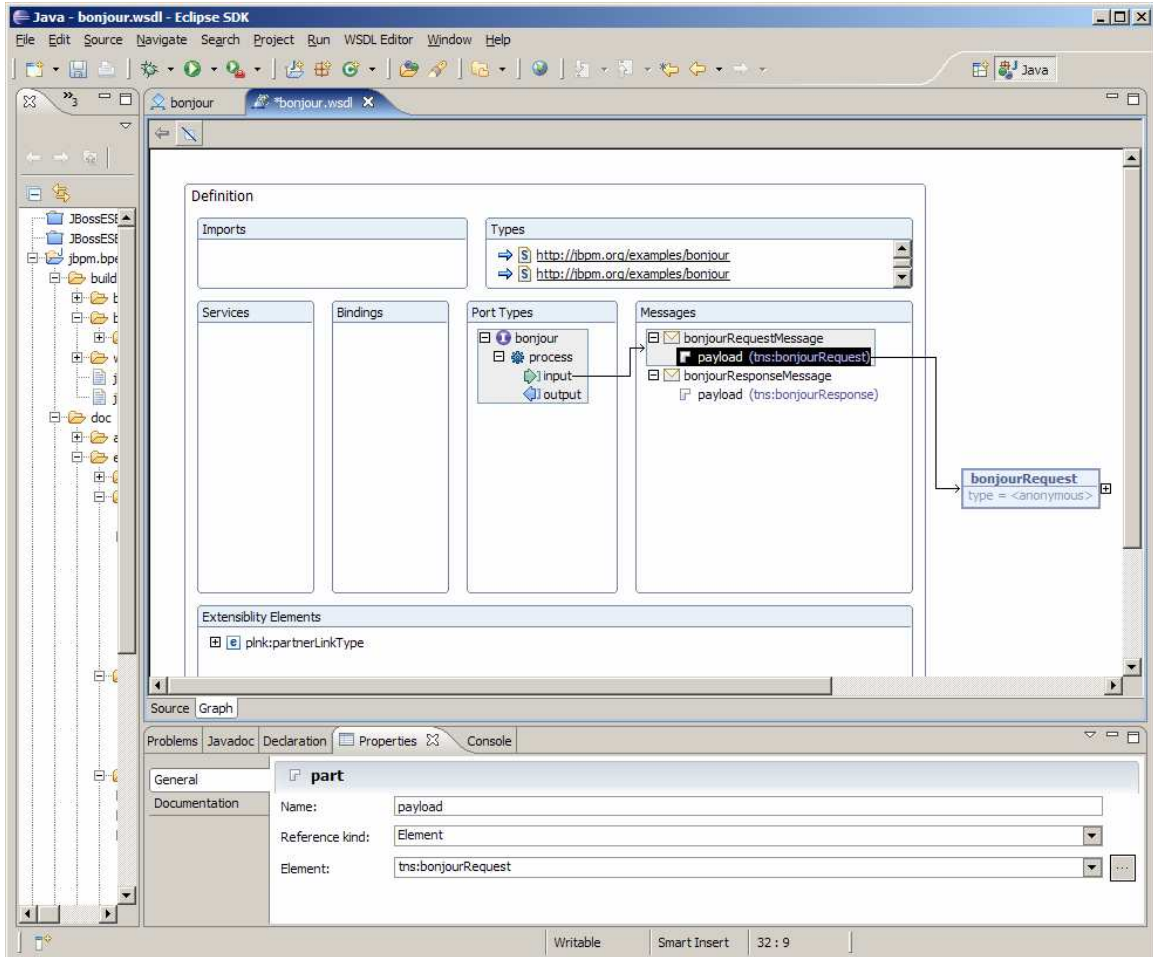 Java - bonjour.wsdl - Eclipse SDK
File Edit Source Navigate Search Project Run WSDL Editor Window Help
Java
3
bonjour *bonjour.wsdl
Definition
Imports
Types
http://jbpm.org/examples/bonjour
http://jbpm.org/examples/bonjour
Services
Bindings
Port Types
bonjour
process
input
output
Messages
bonjourRequestMessage
payload (tns:bonjourRequest)
bonjourResponseMessage
payload (tns:bonjourResponse)
bonjourRequest
type = <anonymous>
Extensiblity Elements
plnk:partnerLinkType
JBossESE
JBossESE
jbpm.bpe
build
doc
Source Graph
Problems Javadoc Declaration Properties Console
General
Documentation
part
Name: payload
Reference kind: Element
Element: tns:bonjourRequest
...
Writable Smart Insert 32 : 9